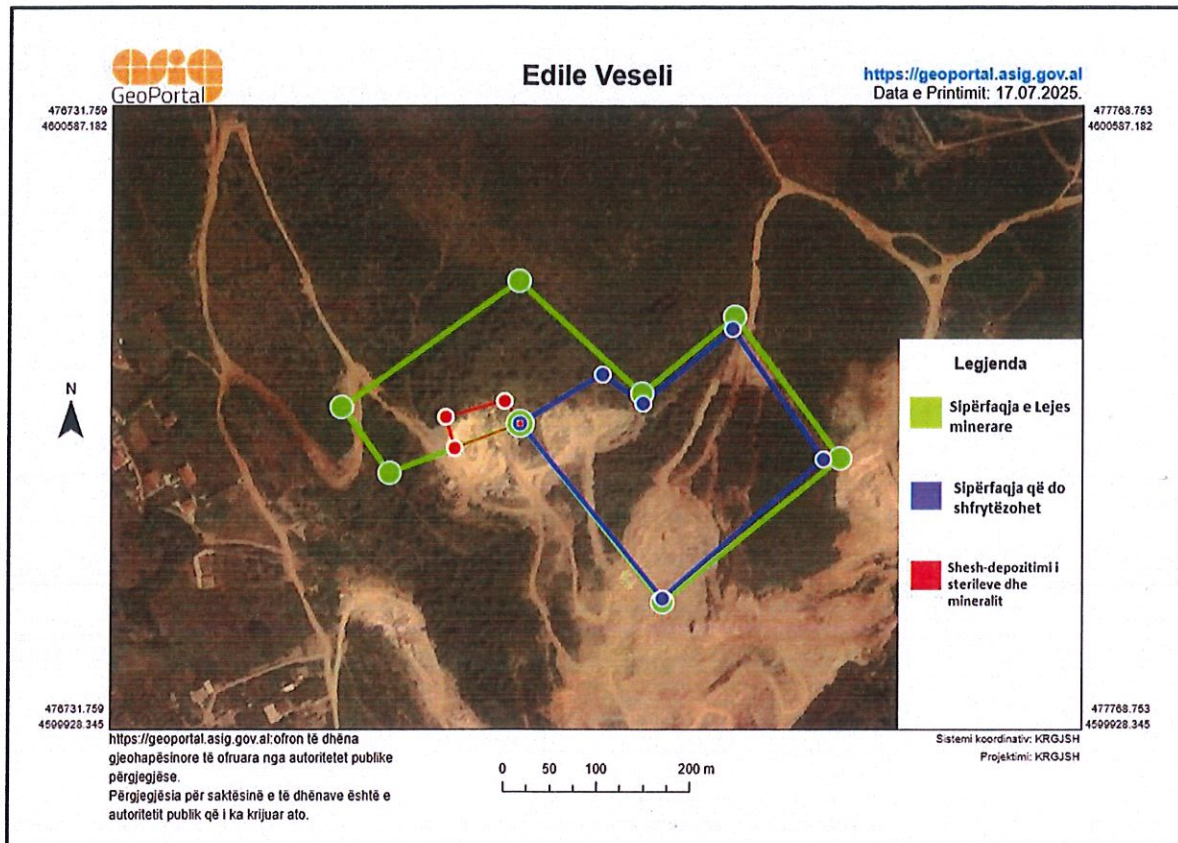 asig
GeoPortal
Edile Veseli
https://geoportal.asig.gov.al
Data e Printimit: 17.07.2025.
476731.759
4600587.182
477768.753
4600587.182
N
Legjenda
Sipërfaqja e Lejes
minerare
Sipërfaqja që do
shfrytëzohet
Shesh-depozitimi i
sterileve dhe
mineralit
476731.759
4599928.345
477768.753
4599928.345
https://geoportal.asig.gov.al:ofron të dhëna
gjeohapësinore të ofruara nga autoritetet publike
përgjegjëse.
Përgjegjësia për saktësinë e të dhënave është e
autoritetit publik që i ka krijuar ato.
0 50 100 200 m
Sistemi koordinativ: KRGJSH
Projektimi: KRGJSH